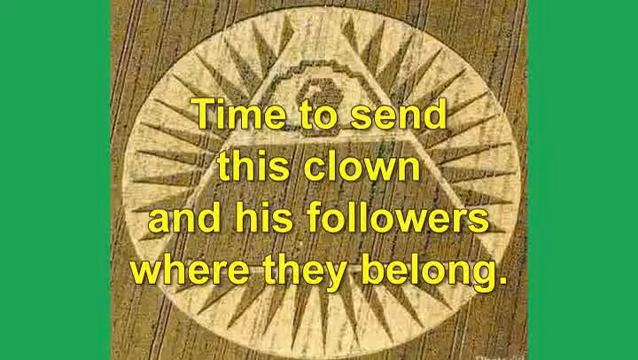 Time to send
this clown
and his followers
where they belong.